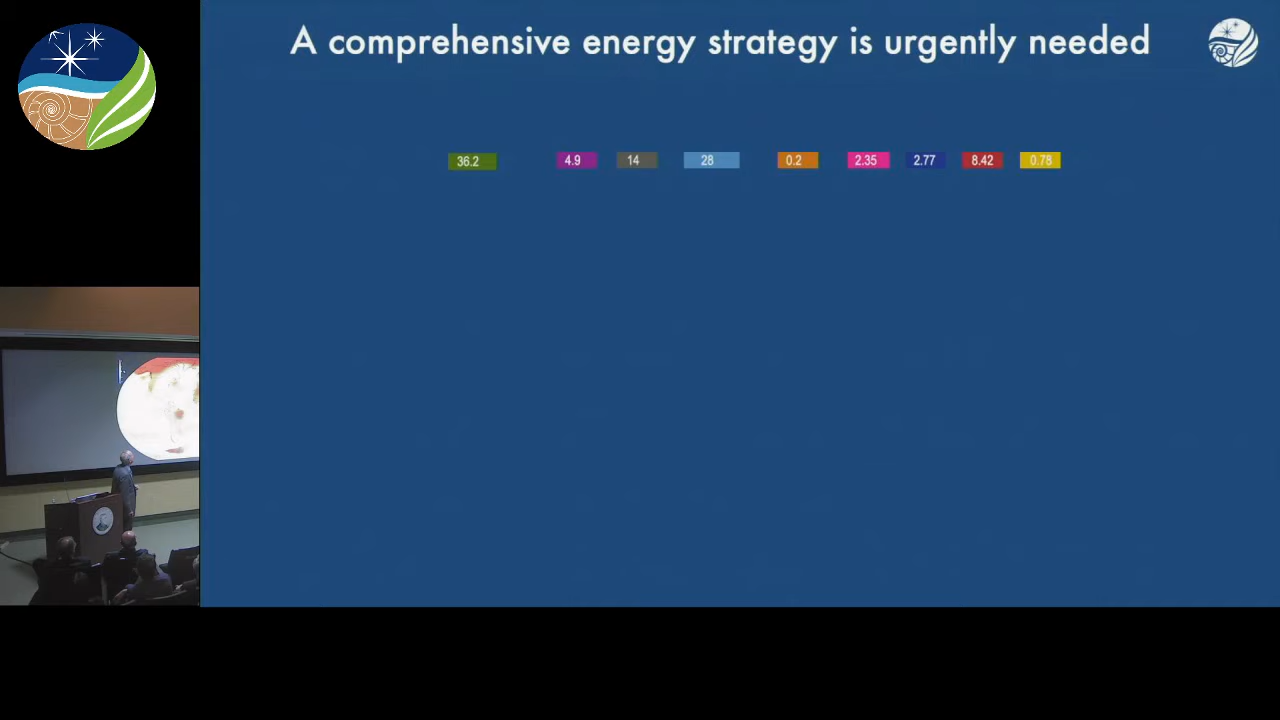 A comprehensive energy strategy is urgently needed
36.2 4.9 14 28 0.2 2.35 2.77 8.42 0.78